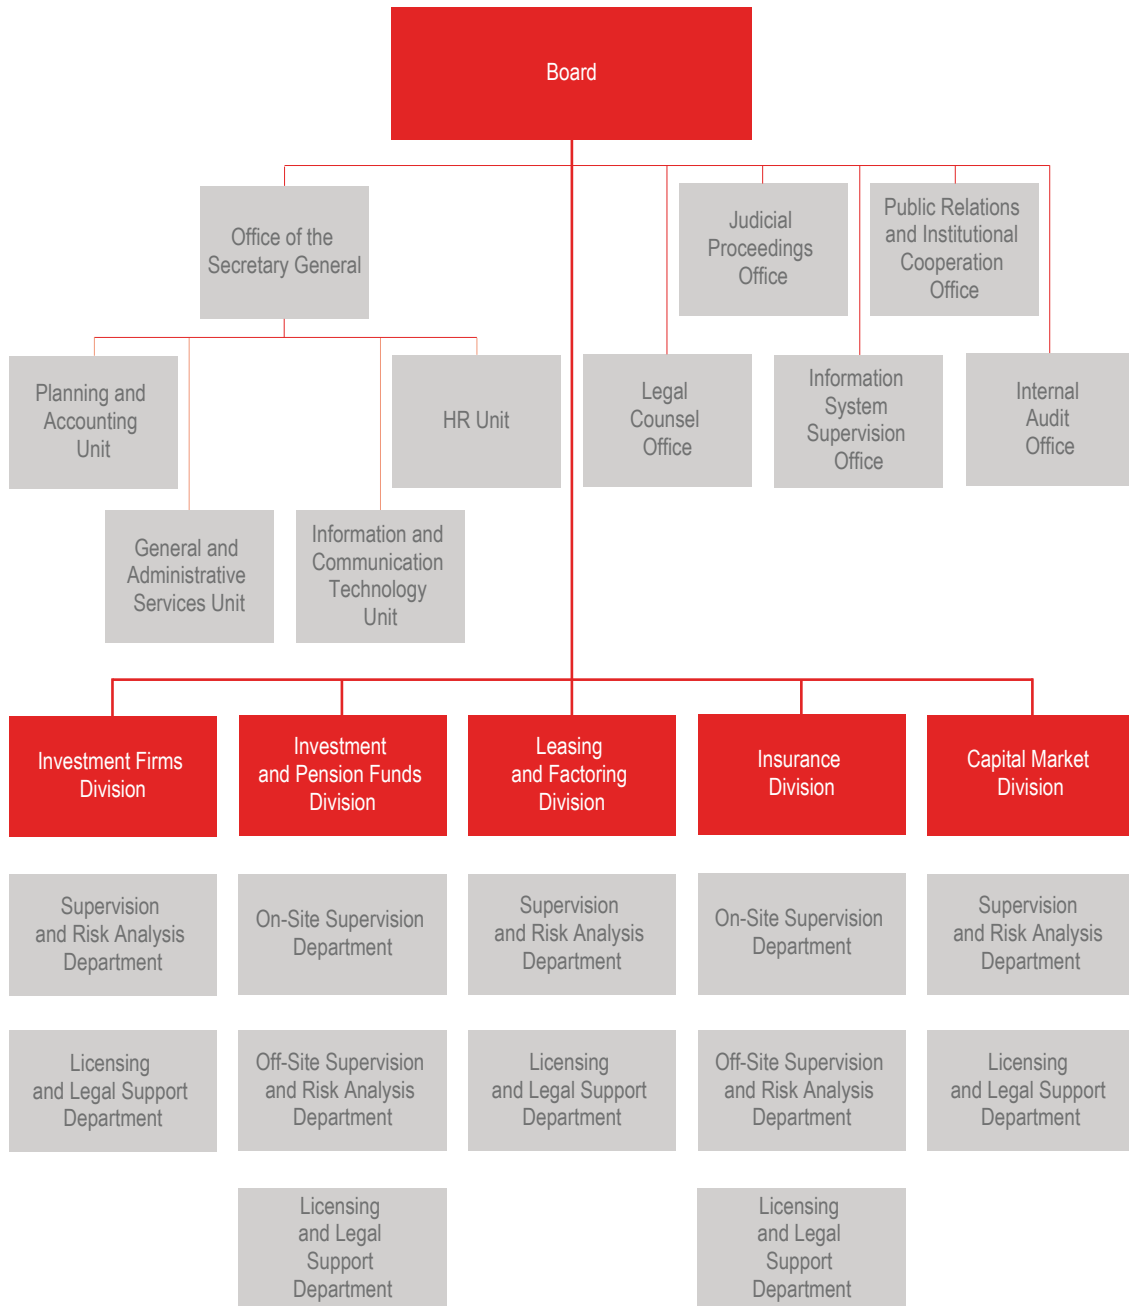 Board
Office of the
Secretary General
Judicial
Proceedings
Office
Public Relations
and Institutional
Cooperation
Office
Planning and
Accounting
Unit
HR Unit
Legal
Counsel
Office
Information
System
Supervision
Office
Internal
Audit
Office
General and
Administrative
Services Unit
Information and
Communication
Technology
Unit
Investment Firms
Division
Investment
and Pension Funds
Division
Leasing
and Factoring
Division
Insurance
Division
Capital Market
Division
Supervision
and Risk Analysis
Department
On-Site Supervision
Department
Supervision
and Risk Analysis
Department
On-Site Supervision
Department
Supervision
and Risk Analysis
Department
Licensing
and Legal Support
Department
Off-Site Supervision
and Risk Analysis
Department
Licensing
and Legal Support
Department
Off-Site Supervision
and Risk Analysis
Department
Licensing
and Legal Support
Department
Licensing
and Legal
Support
Department
Licensing
and Legal
Support
Department